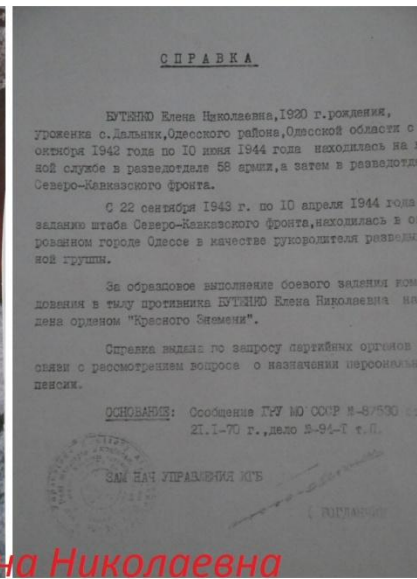 СПРАВКА
БУТЕНКО Елена Николаевна,1920 г.рождения,
уроженка с.Дальник,Одесского района,Одесской области с
октября 1942 года по 10 июня 1944 года находилась на
ной службе в разведотделе 58 армии,а затем в разведотд
Северо-Кавказского фронта.
С 22 сентября 1943 г. по 10 апреля 1944 года
заданию штаба Северо-Кавказского фронта,находилась в о
рованном городе Одессе в качестве руководителя разведы
ной группы.
За образцовое выполнение боевого задания ком
дования в тылу противника БУТЕНКО Елена Николаевна на
дена орденом "Красного Знамени".
Справка выдана по запросу партийных органов
связи с рассмотрением вопроса о назначении персональн
пенсии.
ОСНОВАНИЕ: Сообщение ГРУ МО СССР
21.I-70 г.,дело
ЗАМ НАЧ УПРАВЛЕНИЯ КГБ
на Николаевна